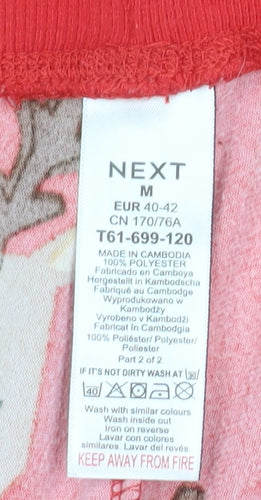 NEXT
M
EUR 40-42
CN 170/76A
T61-699-120
MADE IN CAMBODIA
100% POLYESTER
Fabricado en Camboya
Hergestellt in Kambodscha
Fabriqué au Cambodge
Wyprodukowano w
Kambodży
Vyrobeno v Kambodži
Fabricat în Cambodgia
100% Poliéster/ Polyester/
Poliester
Part 2 of 2
IF IT'S NOT DIRTY WASH AT 30
40
Wash with similar colours
Wash inside out
Iron on reverse
Lavar con colores
similares. Lavar del revés.
KEEP AWAY FROM FIRE